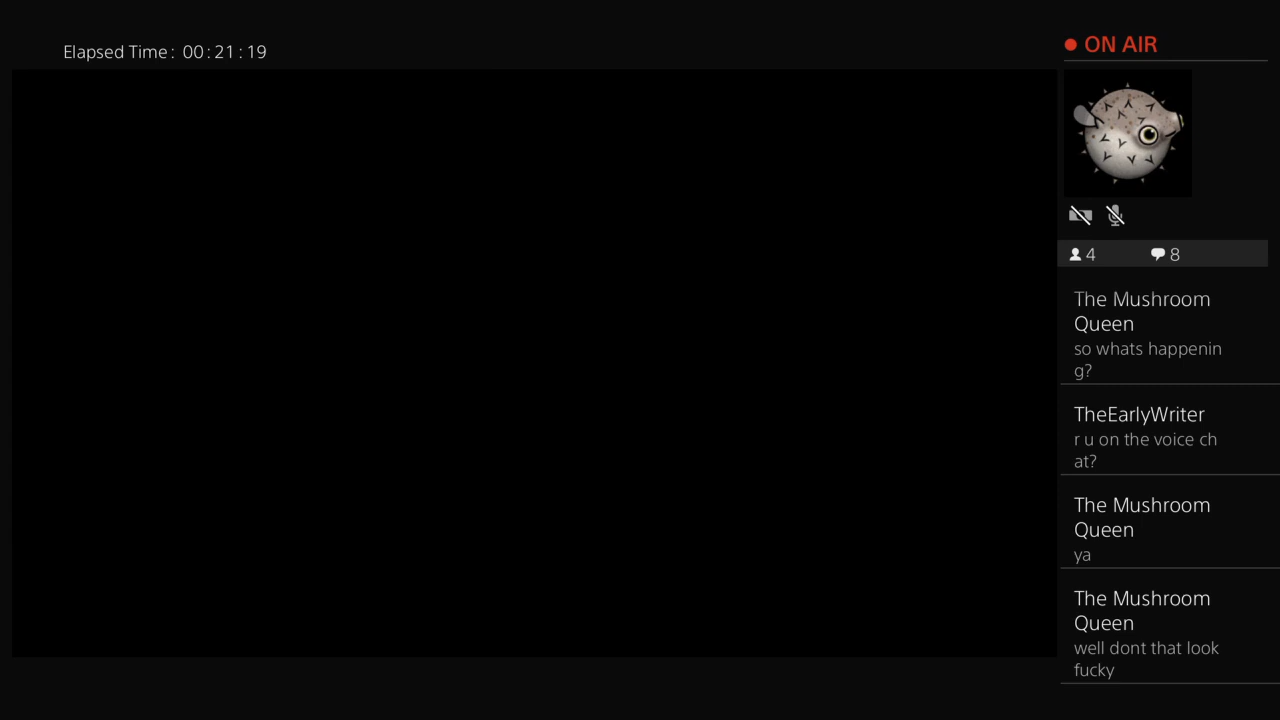 Elapsed Time: 00:21:19
ON AIR
4 8
The Mushroom
Queen
so whats happenin
g?
TheEarlyWriter
r u on the voice ch
at?
The Mushroom
Queen
ya
The Mushroom
Queen
well dont that look
fucky